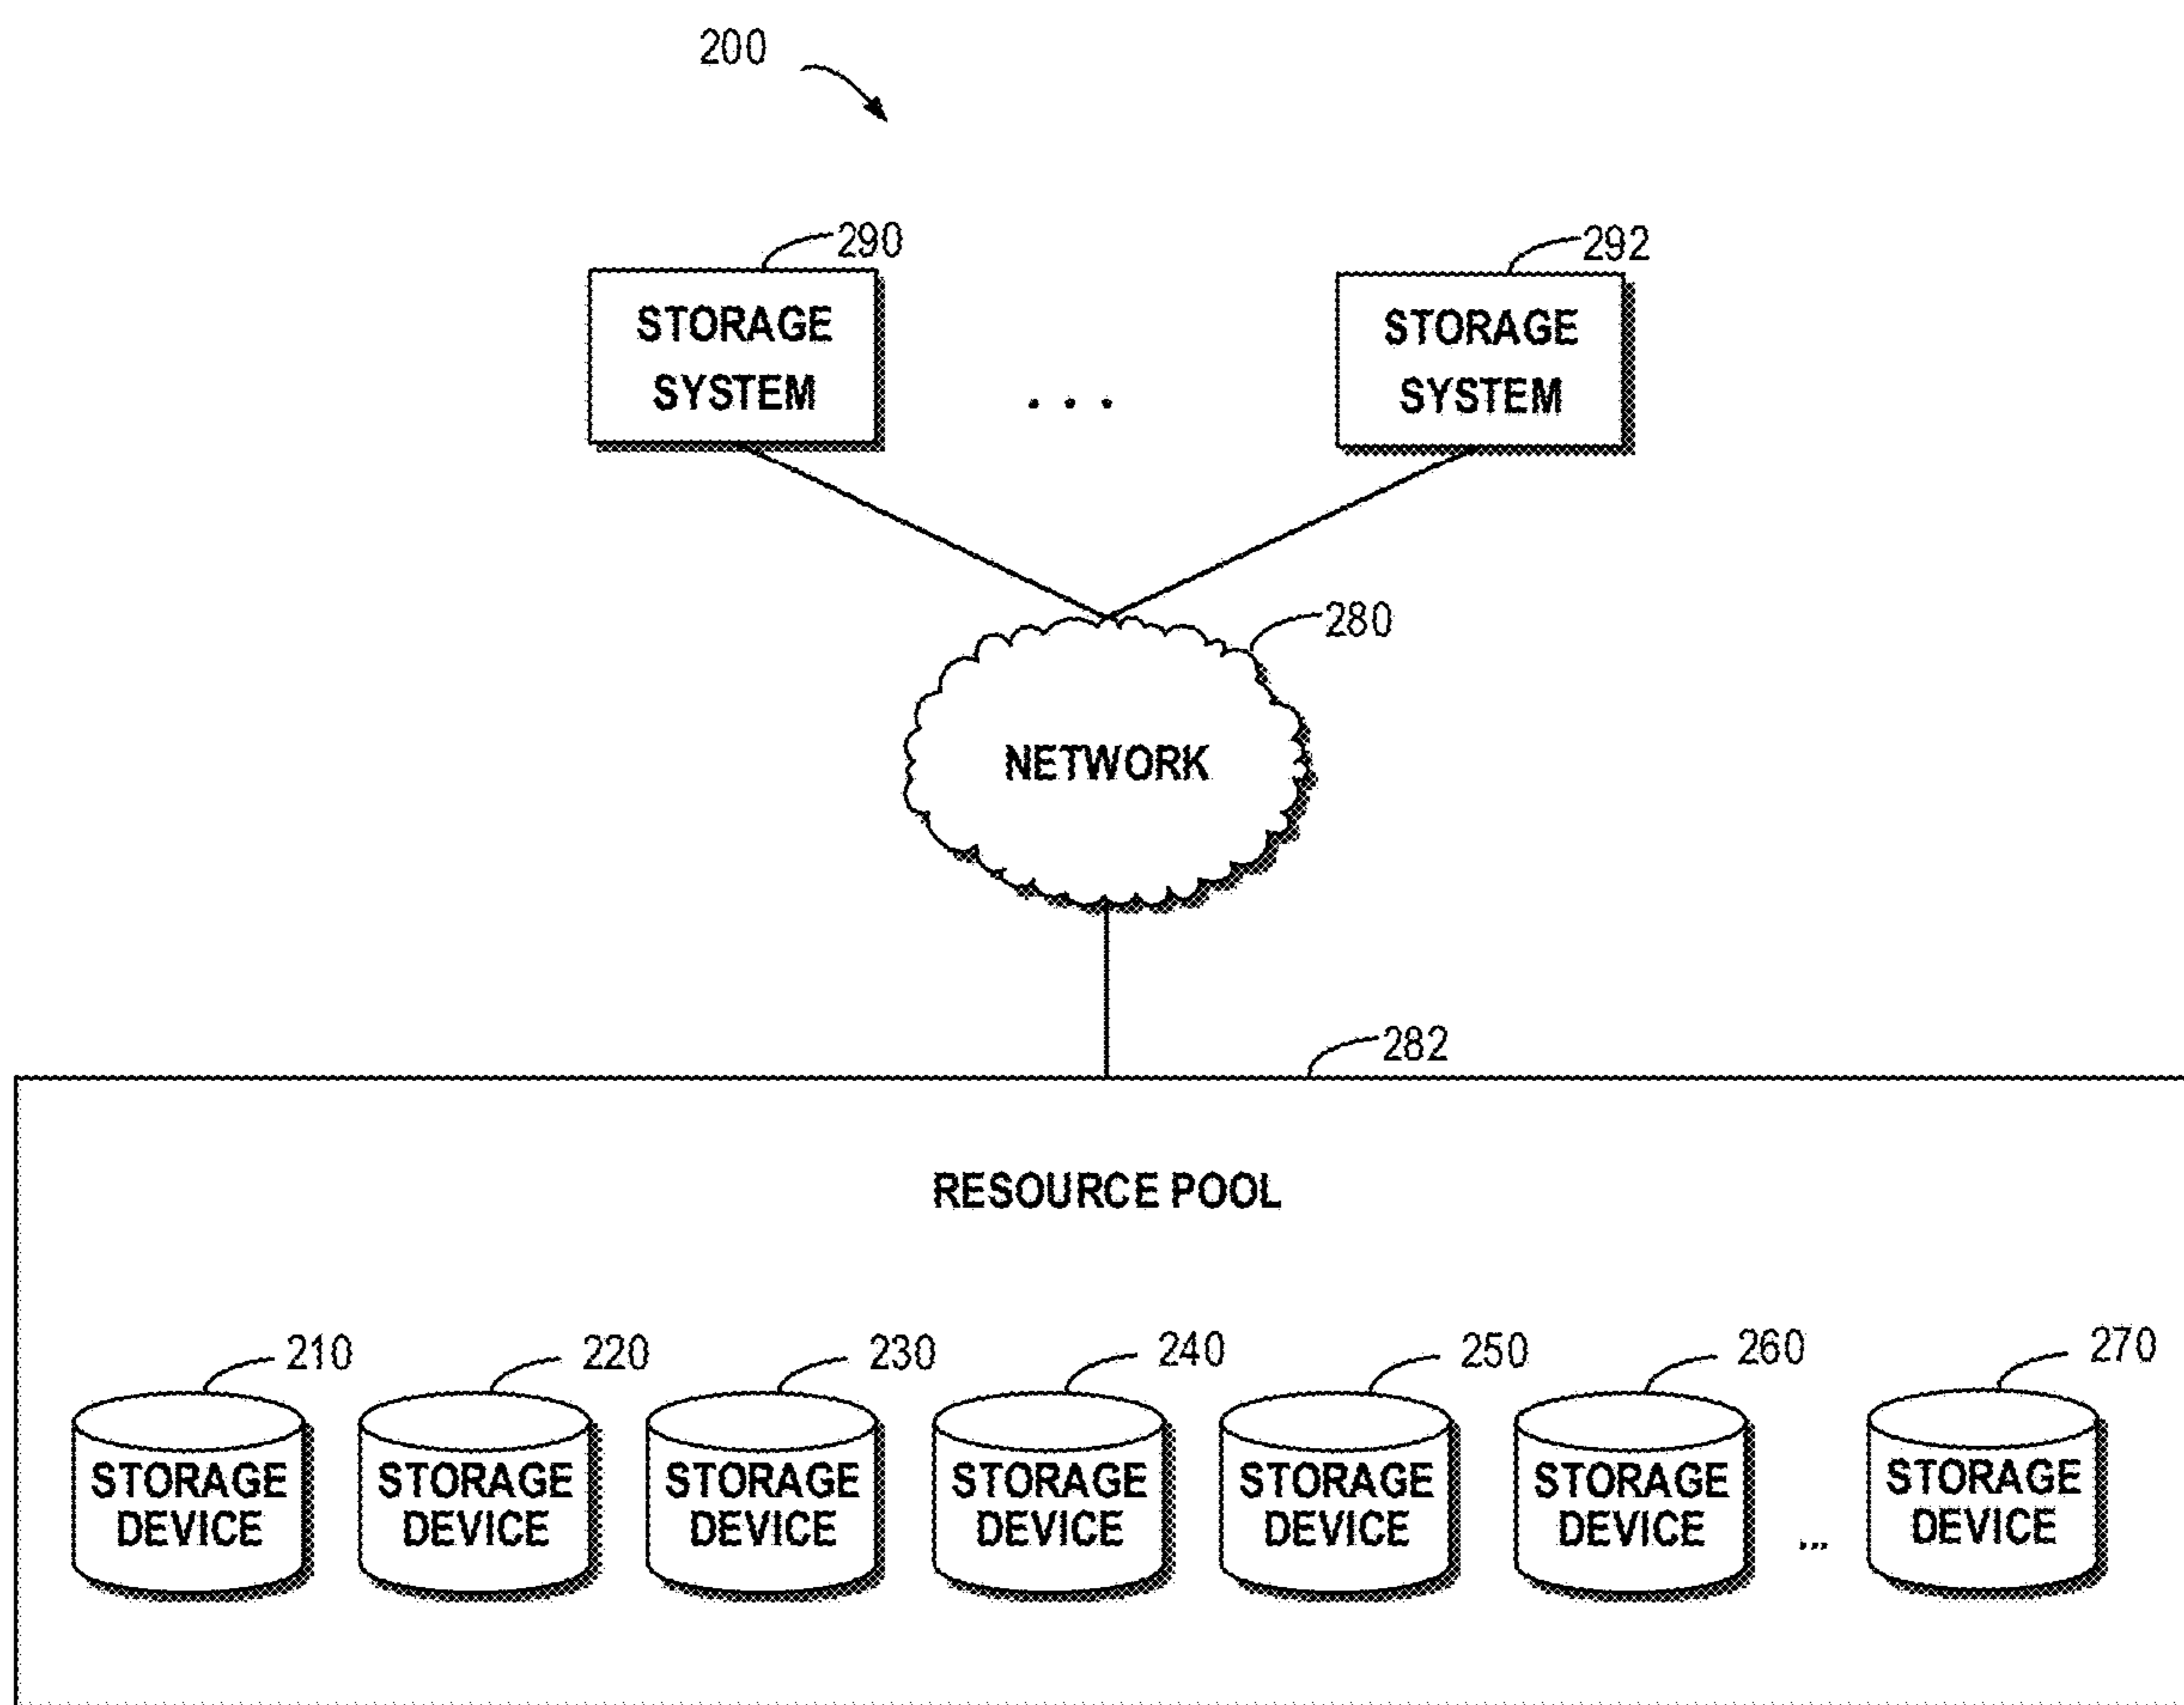 200
290
292
STORAGE
SYSTEM
. . .
STORAGE
SYSTEM
280
NETWORK
282
RESOURCE POOL
210
220
230
240
250
260
270
STORAGE
DEVICE
STORAGE
DEVICE
STORAGE
DEVICE
STORAGE
DEVICE
STORAGE
DEVICE
STORAGE
DEVICE
...
STORAGE
DEVICE